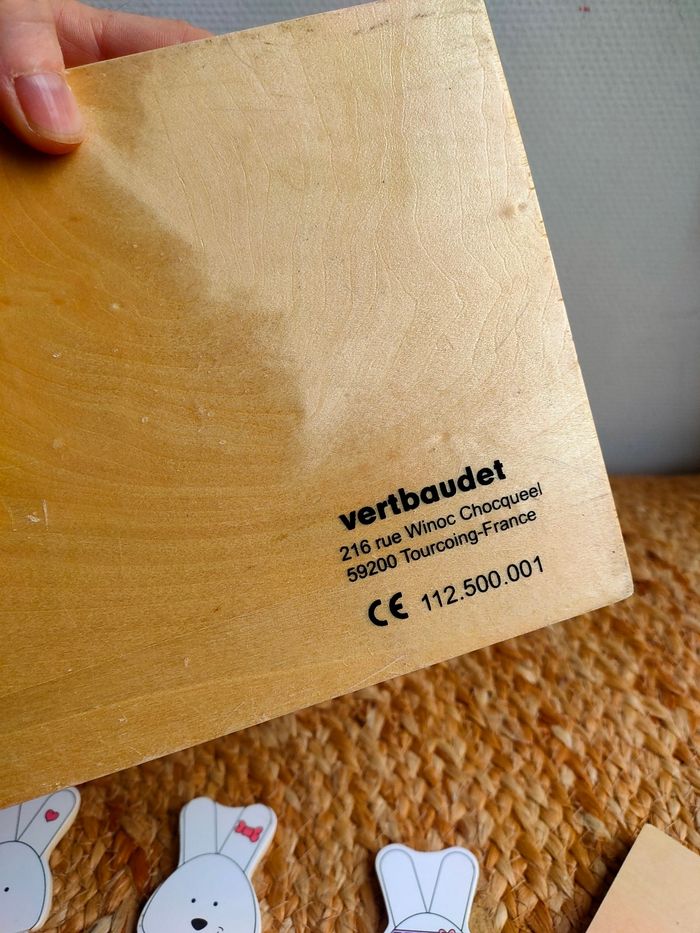 vertbaudet
216 rue Winoc Chocqueel
59200 Tourcoing-France
CE 112.500.001